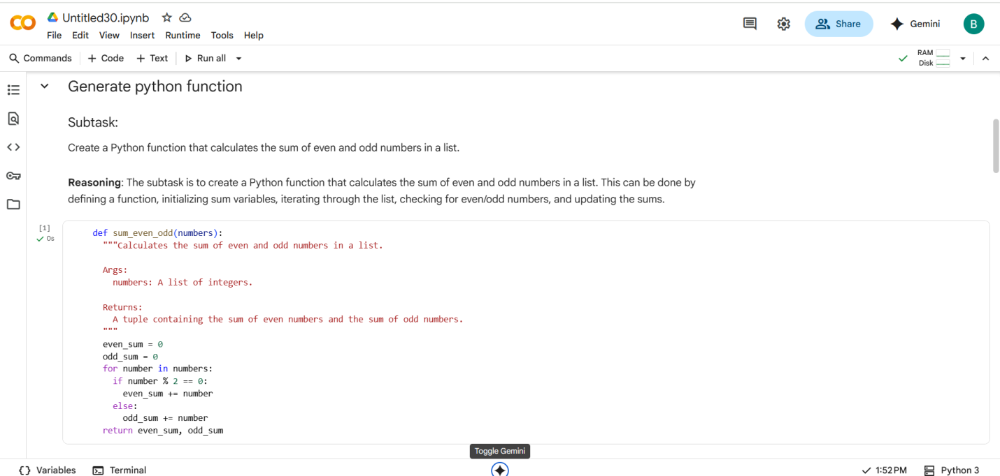 Untitled30.ipynb
File Edit View Insert Runtime Tools Help
Share
Gemini
B
Commands + Code + Text Run all
RAM
Disk
Generate python function
Subtask:
Create a Python function that calculates the sum of even and odd numbers in a list.
Reasoning: The subtask is to create a Python function that calculates the sum of even and odd numbers in a list. This can be done by
defining a function, initializing sum variables, iterating through the list, checking for even/odd numbers, and updating the sums.
[1]
0s
def sum_even_odd(numbers):
  """Calculates the sum of even and odd numbers in a list.
  Args:
    numbers: A list of integers.
  Returns:
    A tuple containing the sum of even numbers and the sum of odd numbers.
  """
  even_sum = 0
  odd_sum = 0
  for number in numbers:
    if number % 2 == 0:
      even_sum += number
    else:
      odd_sum += number
  return even_sum, odd_sum
Toggle Gemini
{} Variables Terminal
1:52 PM Python 3